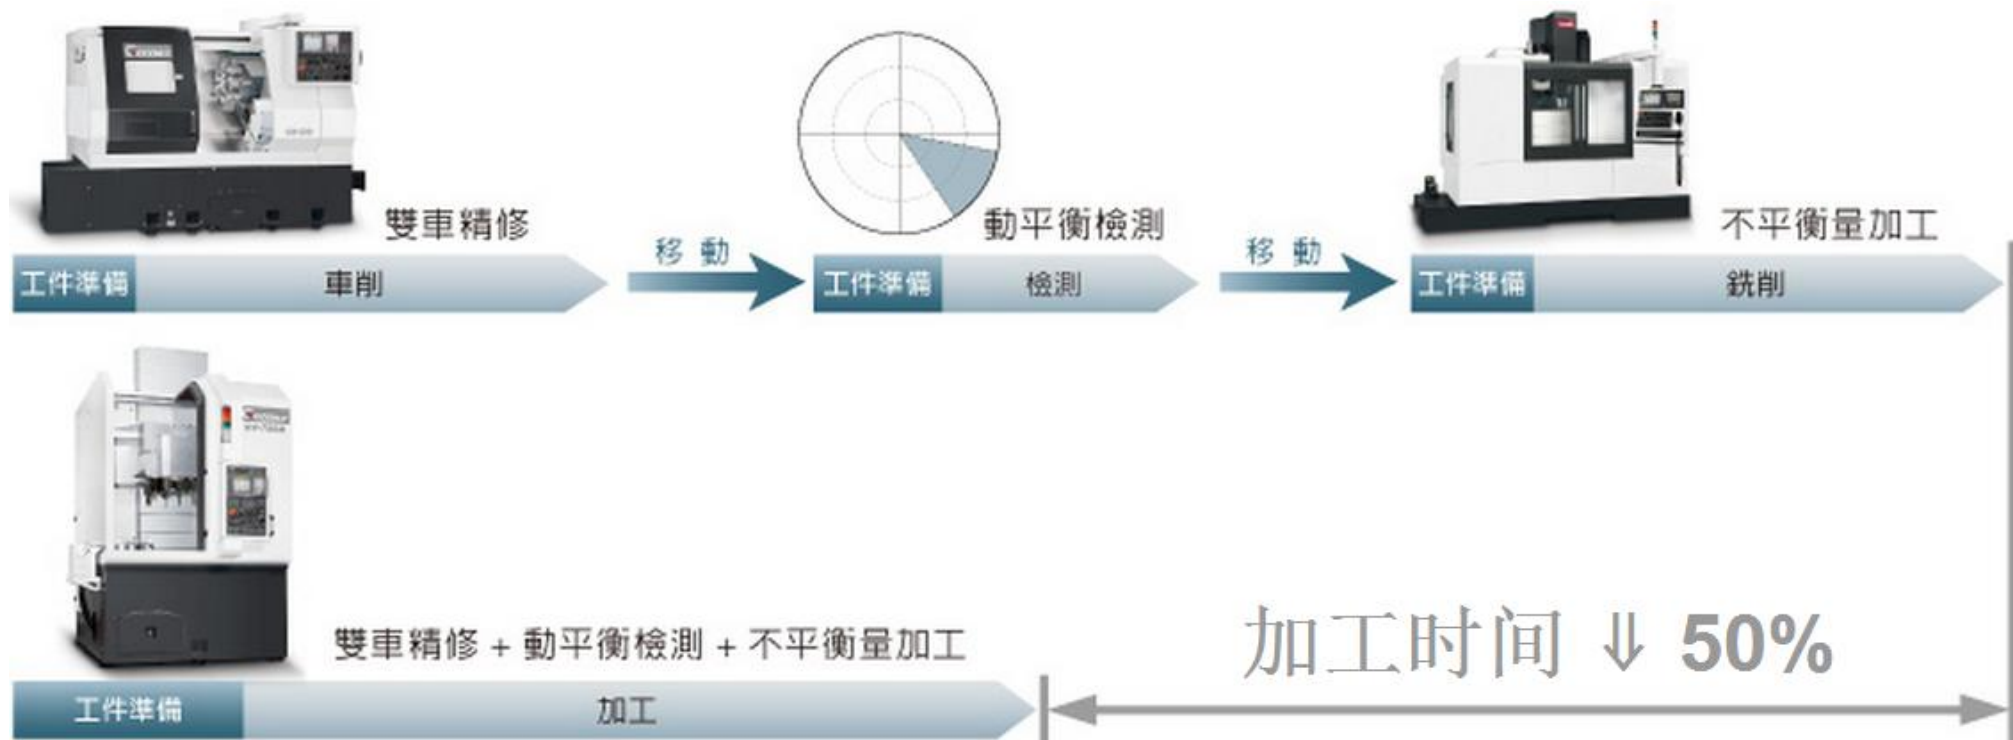 雙車精修
動平衡檢測
不平衡量加工
工件準備
車削
移動
工件準備
檢測
移動
工件準備
銑削
雙車精修 + 動平衡檢測 + 不平衡量加工
加工时间 ⇓ 50%
工件準備
加工